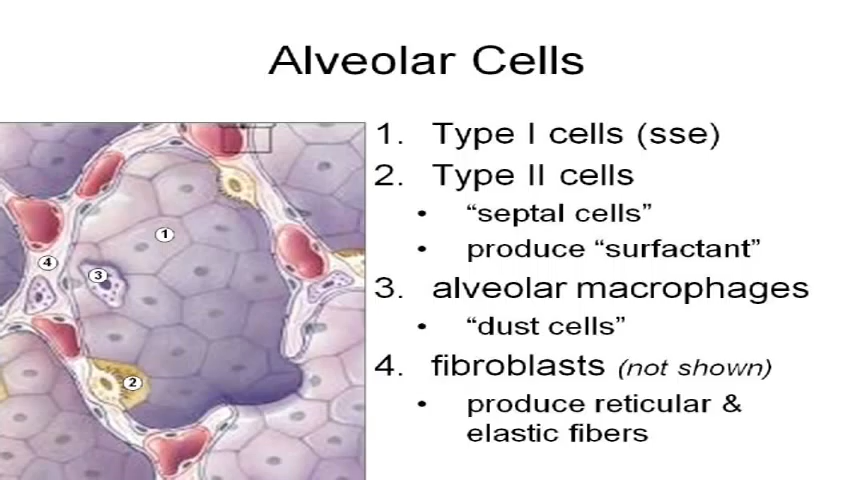 Alveolar Cells
1. Type I cells (sse)
2. Type II cells
• “septal cells”
• produce “surfactant”
3. alveolar macrophages
• “dust cells”
4. fibroblasts (not shown)
• produce reticular &
elastic fibers
1
4
3
2